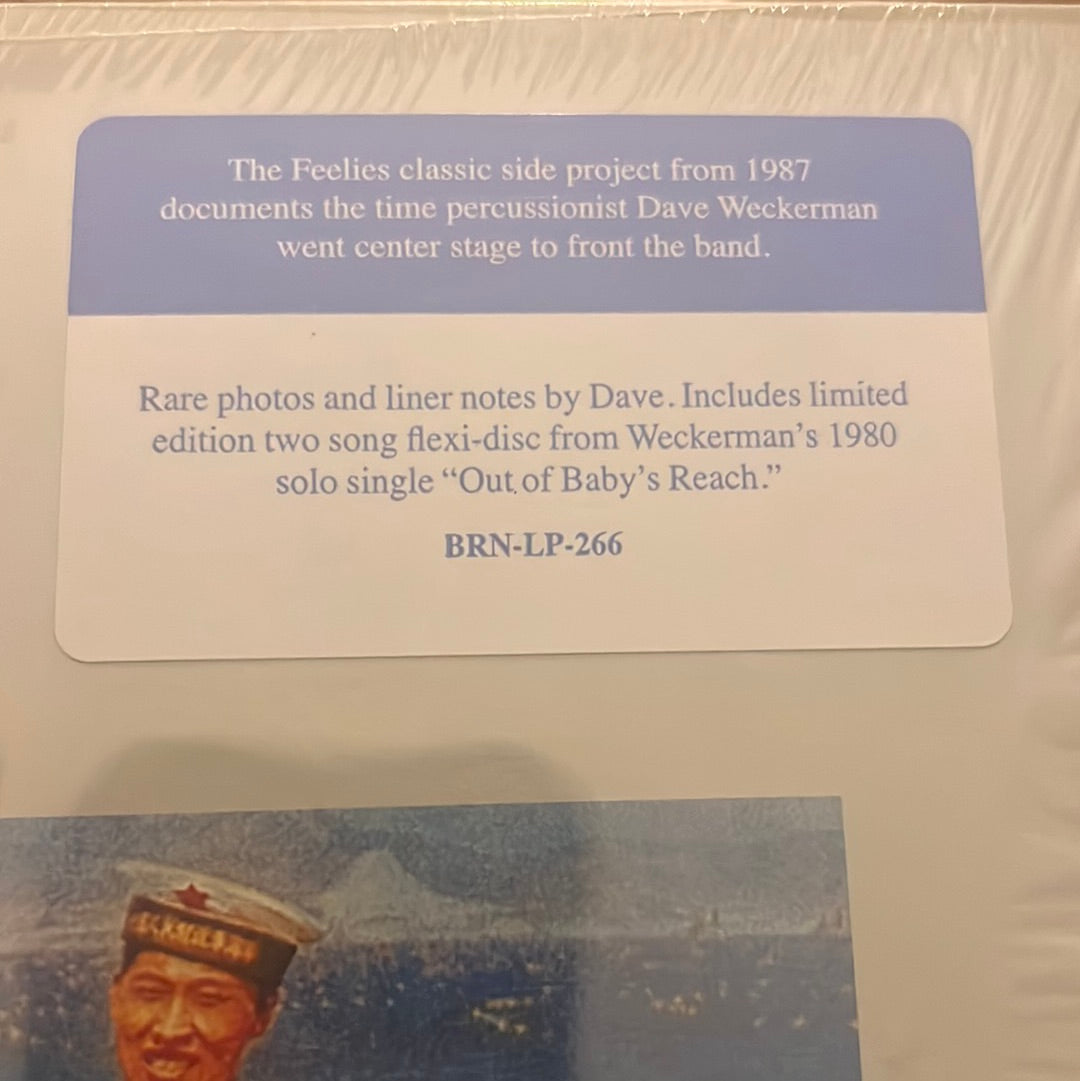 The Feelies classic side project from 1987
documents the time percussionist Dave Weckerman
went center stage to front the band.
Rare photos and liner notes by Dave. Includes limited
edition two song flexi-disc from Weckerman's 1980
solo single “Out of Baby's Reach.”
BRN-LP-266